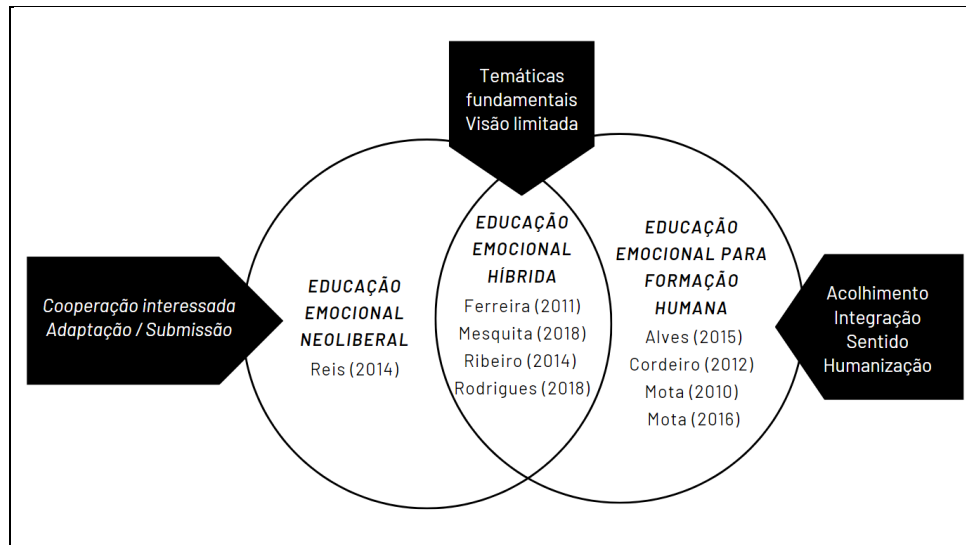 Temáticas
fundamentais
Visão limitada
Cooperação interessada
Adaptação / Submissão
EDUCAÇÃO
EMOCIONAL
NEOLIBERAL
Reis (2014)
EDUCAÇÃO
EMOCIONAL
HÍBRIDA
Ferreira (2011)
Mesquita (2018)
Ribeiro (2014)
Rodrigues (2018)
EDUCAÇÃO
EMOCIONAL PARA
FORMAÇÃO
HUMANA
Alves (2015)
Cordeiro (2012)
Mota (2010)
Mota (2016)
Acolhimento
Integração
Sentido
Humanização